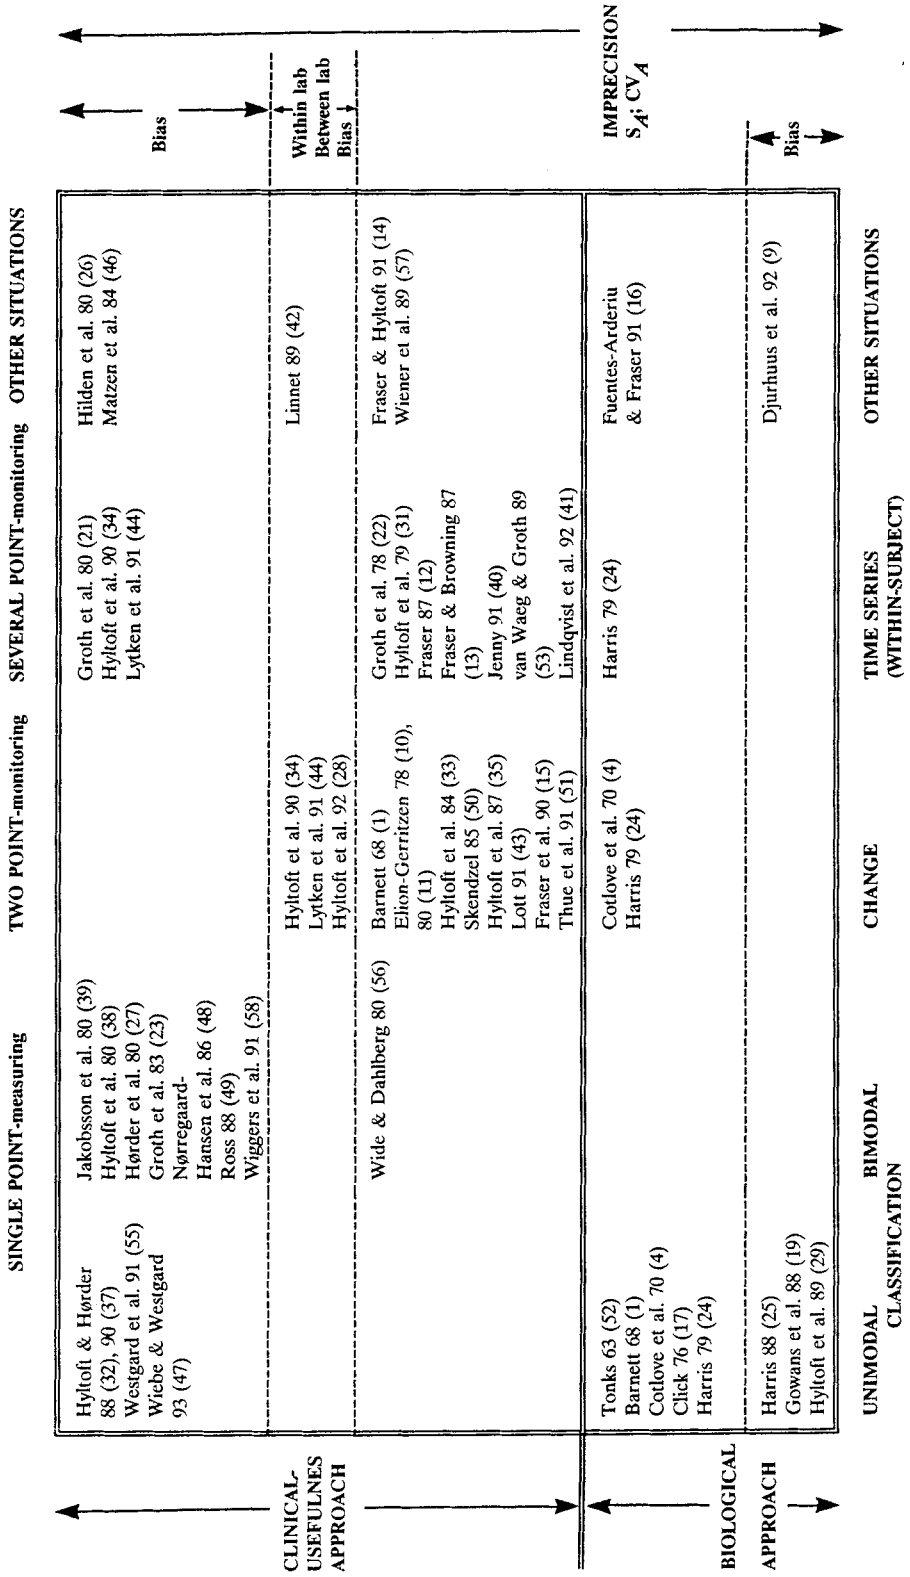 SINGLE POINT-measuring
TWO POINT-monitoring
SEVERAL POINT-monitoring
OTHER SITUATIONS
CLINICAL-
USEFULNES
APPROACH
Hyltoft & Hørder
88 (32), 90 (37)
Westgard et al. 91 (55)
Wiebe & Westgard
93 (47)
Jakobsson et al. 80 (39)
Hyltoft et al. 80 (38)
Hørder et al. 80 (27)
Groth et al. 83 (23)
Nørregaard-
Hansen et al. 86 (48)
Ross 88 (49)
Wiggers et al. 91 (58)
Groth et al. 80 (21)
Hyltoft et al. 90 (34)
Lytken et al. 91 (44)
Hilden et al. 80 (26)
Matzen et al. 84 (46)
Bias
Hyltoft et al. 90 (34)
Lytken et al. 91 (44)
Hyltoft et al. 92 (28)
Linnet 89 (42)
Within lab
Between lab
Bias
Wide & Dahlberg 80 (56)
Barnett 68 (1)
Elion-Gerritzen 78 (10),
80 (11)
Hyltoft et al. 84 (33)
Skendzel 85 (50)
Hyltoft et al. 87 (35)
Lott 91 (43)
Fraser et al. 90 (15)
Thue et al. 91 (51)
Groth et al. 78 (22)
Hyltoft et al. 79 (31)
Fraser 87 (12)
Fraser & Browning 87
(13)
Jenny 91 (40)
van Waeg & Groth 89
(53)
Lindqvist et al. 92 (41)
Fraser & Hyltoft 91 (14)
Wiener et al. 89 (57)
IMPRECISION
SA; CVA
BIOLOGICAL
APPROACH
Tonks 63 (52)
Barnett 68 (1)
Cotlove et al. 70 (4)
Click 76 (17)
Harris 79 (24)
Cotlove et al. 70 (4)
Harris 79 (24)
Harris 79 (24)
Fuentes-Arderiu
& Fraser 91 (16)
Harris 88 (25)
Gowans et al. 88 (19)
Hyltoft et al. 89 (29)
Djurhuus et al. 92 (9)
Bias
UNIMODAL
BIMODAL
CLASSIFICATION
CHANGE
TIME SERIES
(WITHIN-SUBJECT)
OTHER SITUATIONS